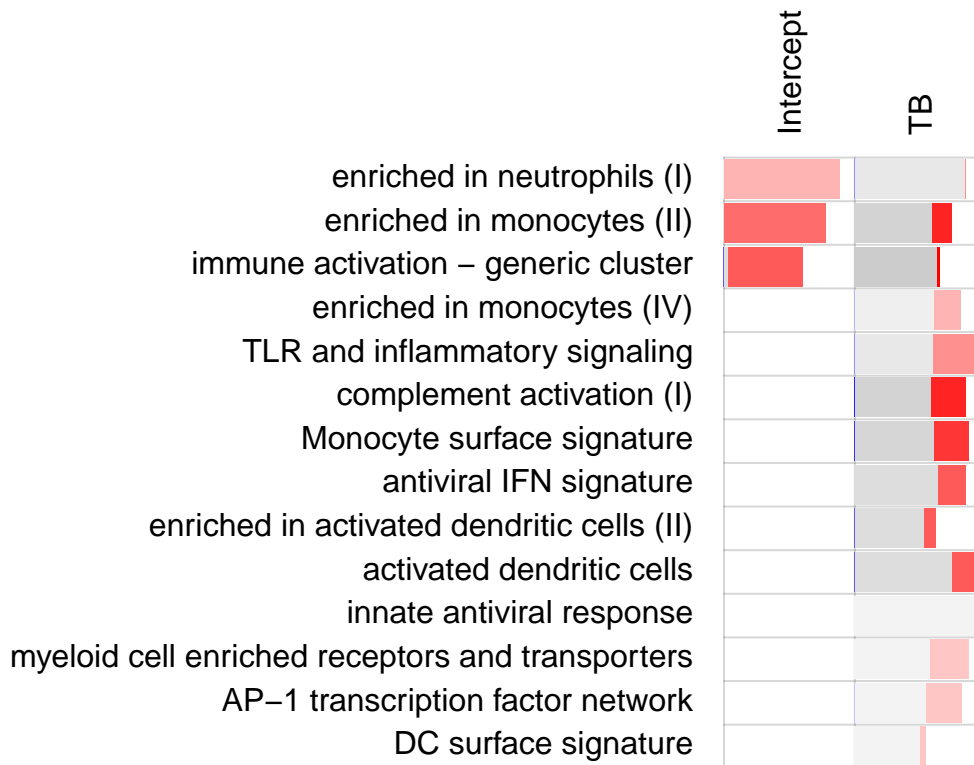 Intercept
TB
enriched in neutrophils (I)
enriched in monocytes (II)
immune activation − generic cluster
enriched in monocytes (IV)
TLR and inflammatory signaling
complement activation (I)
Monocyte surface signature
antiviral IFN signature
enriched in activated dendritic cells (II)
activated dendritic cells
innate antiviral response
myeloid cell enriched receptors and transporters
AP−1 transcription factor network
DC surface signature